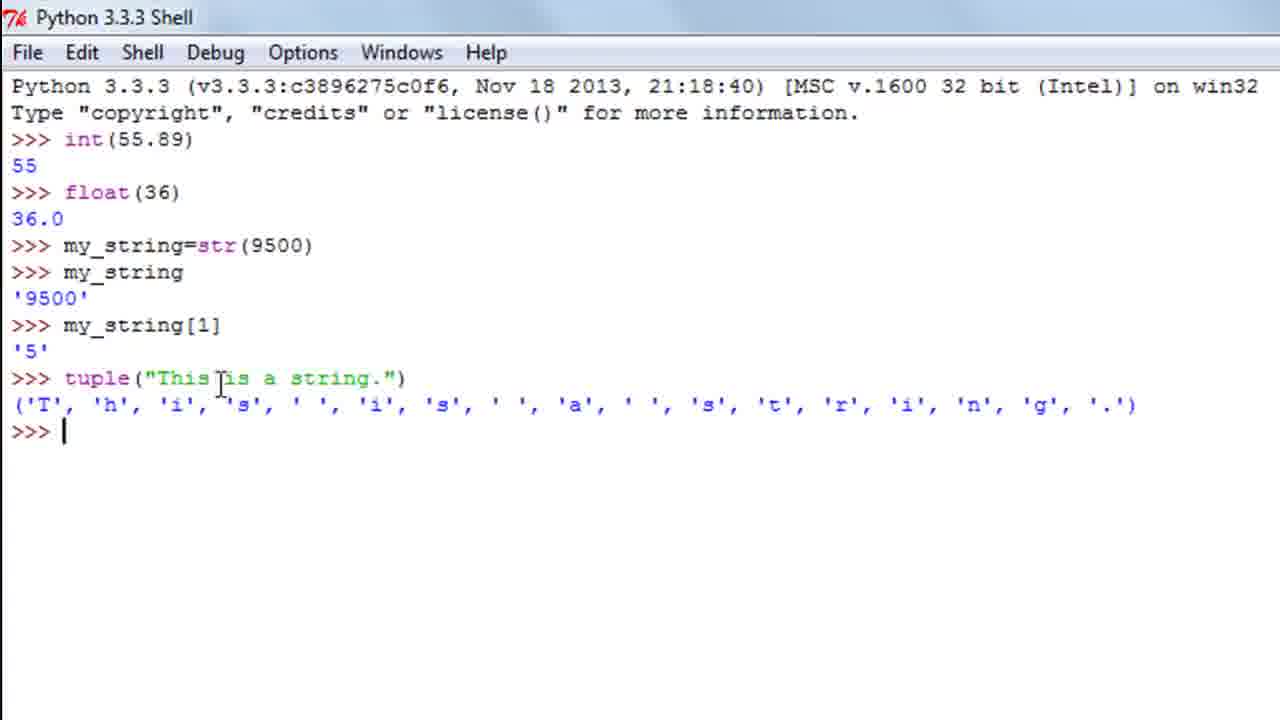 Python 3.3.3 Shell
File Edit Shell Debug Options Windows Help
Python 3.3.3 (v3.3.3:c3896275c0f6, Nov 18 2013, 21:18:40) [MSC v.1600 32 bit (Intel)] on win32
Type "copyright", "credits" or "license()" for more information.
>>> int(55.89)
55
>>> float(36)
36.0
>>> my_string=str(9500)
>>> my_string
'9500'
>>> my_string[1]
'5'
>>> tuple("This is a string.")
('T', 'h', 'i', 's', ' ', 'i', 's', ' ', 'a', ' ', 's', 't', 'r', 'i', 'n', 'g', '.')
>>>